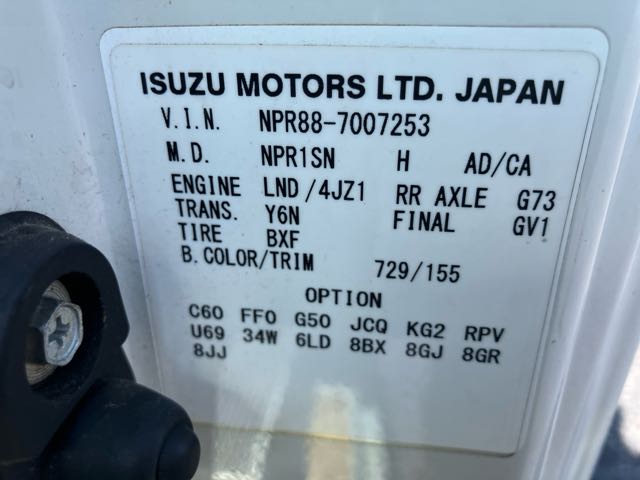 ISUZU MOTORS LTD. JAPAN
V.I.N. NPR88-7007253
M.D. NPR1SN H AD/CA
ENGINE LND/4JZ1 RR AXLE G73
TRANS. Y6N FINAL GV1
TIRE BXF
B.COLOR/TRIM 729/155
OPTION
C60 FF0 G50 JCQ KG2 RPV
U69 34W 6LD 8BX 8GJ 8GR
8JJ